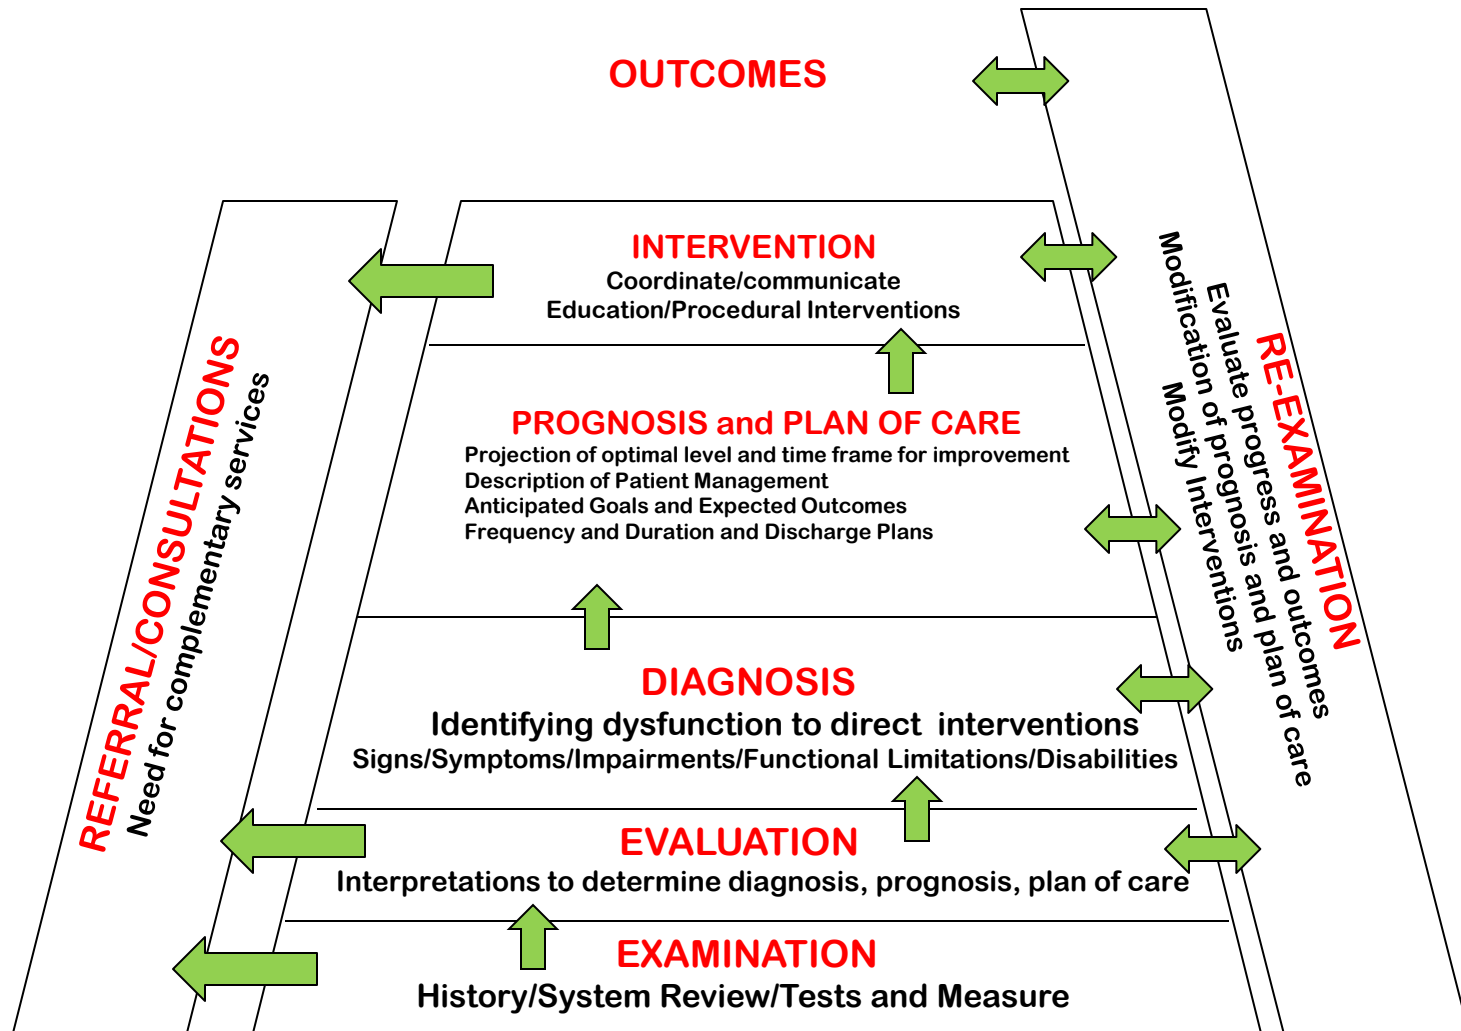 OUTCOMES
INTERVENTION
Coordinate/communicate
Education/Procedural Interventions
PROGNOSIS and PLAN OF CARE
Projection of optimal level and time frame for improvement
Description of Patient Management
Anticipated Goals and Expected Outcomes
Frequency and Duration and Discharge Plans
DIAGNOSIS
Identifying dysfunction to direct  interventions
Signs/Symptoms/Impairments/Functional Limitations/Disabilities
EVALUATION
Interpretations to determine diagnosis, prognosis, plan of care
EXAMINATION
History/System Review/Tests and Measure
REFERRAL/CONSULTATIONS
Need for complementary services
RE-EXAMINATION
Evaluate progress and outcomes
Modification of prognosis and plan of care
Modify Interventions